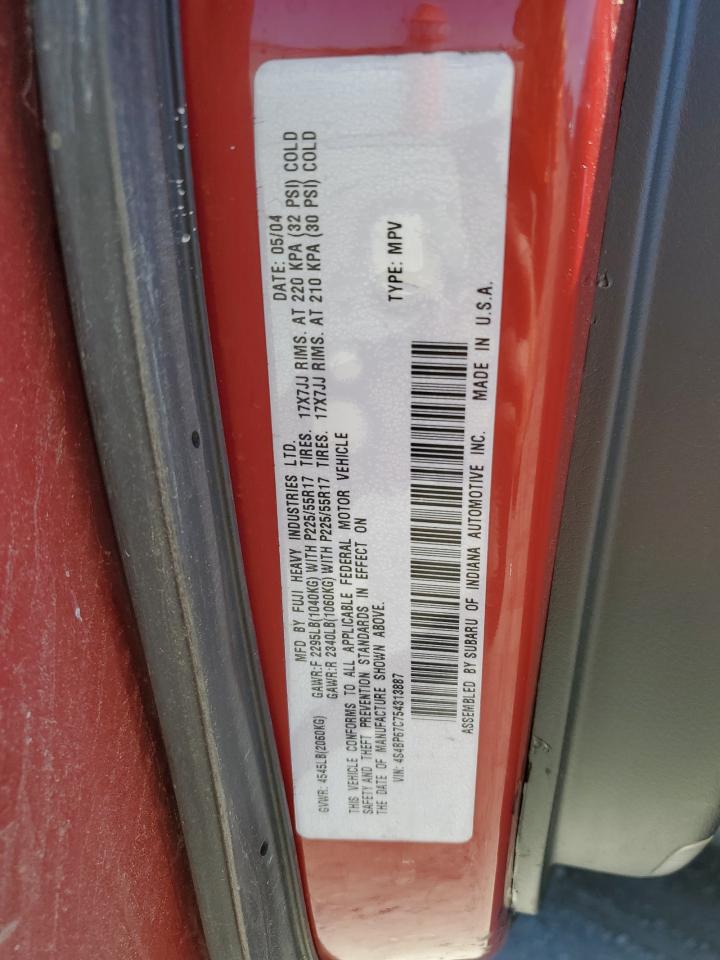 MFD BY FUJI HEAVY INDUSTRIES LTD. DATE: 05/04
GVWR: 4545LB(2060KG) GAWR:F 2295LB(1040KG) WITH P225/55R17 TIRES. 17X7JJ RIMS. AT 220 KPA (32 PSI) COLD
GAWR:R 2340LB(1060KG) WITH P225/55R17 TIRES. 17X7JJ RIMS. AT 210 KPA (30 PSI) COLD
THIS VEHICLE CONFORMS TO ALL APPLICABLE FEDERAL MOTOR VEHICLE
SAFETY AND THEFT PREVENTION STANDARDS IN EFFECT ON
THE DATE OF MANUFACTURE SHOWN ABOVE.
VIN: 4S4BP67C754313887 TYPE: MPV
ASSEMBLED BY SUBARU OF INDIANA AUTOMOTIVE INC. MADE IN U.S.A.